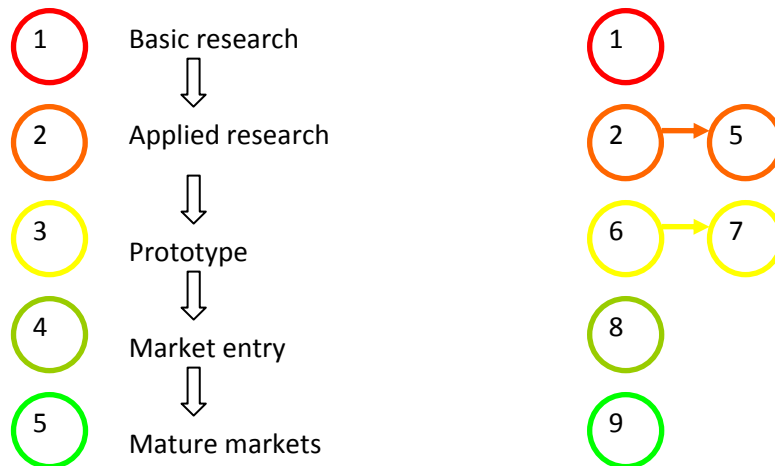 1 Basic research 1
2 Applied research 2 5
3 Prototype 6 7
4 Market entry 8
5 Mature markets 9